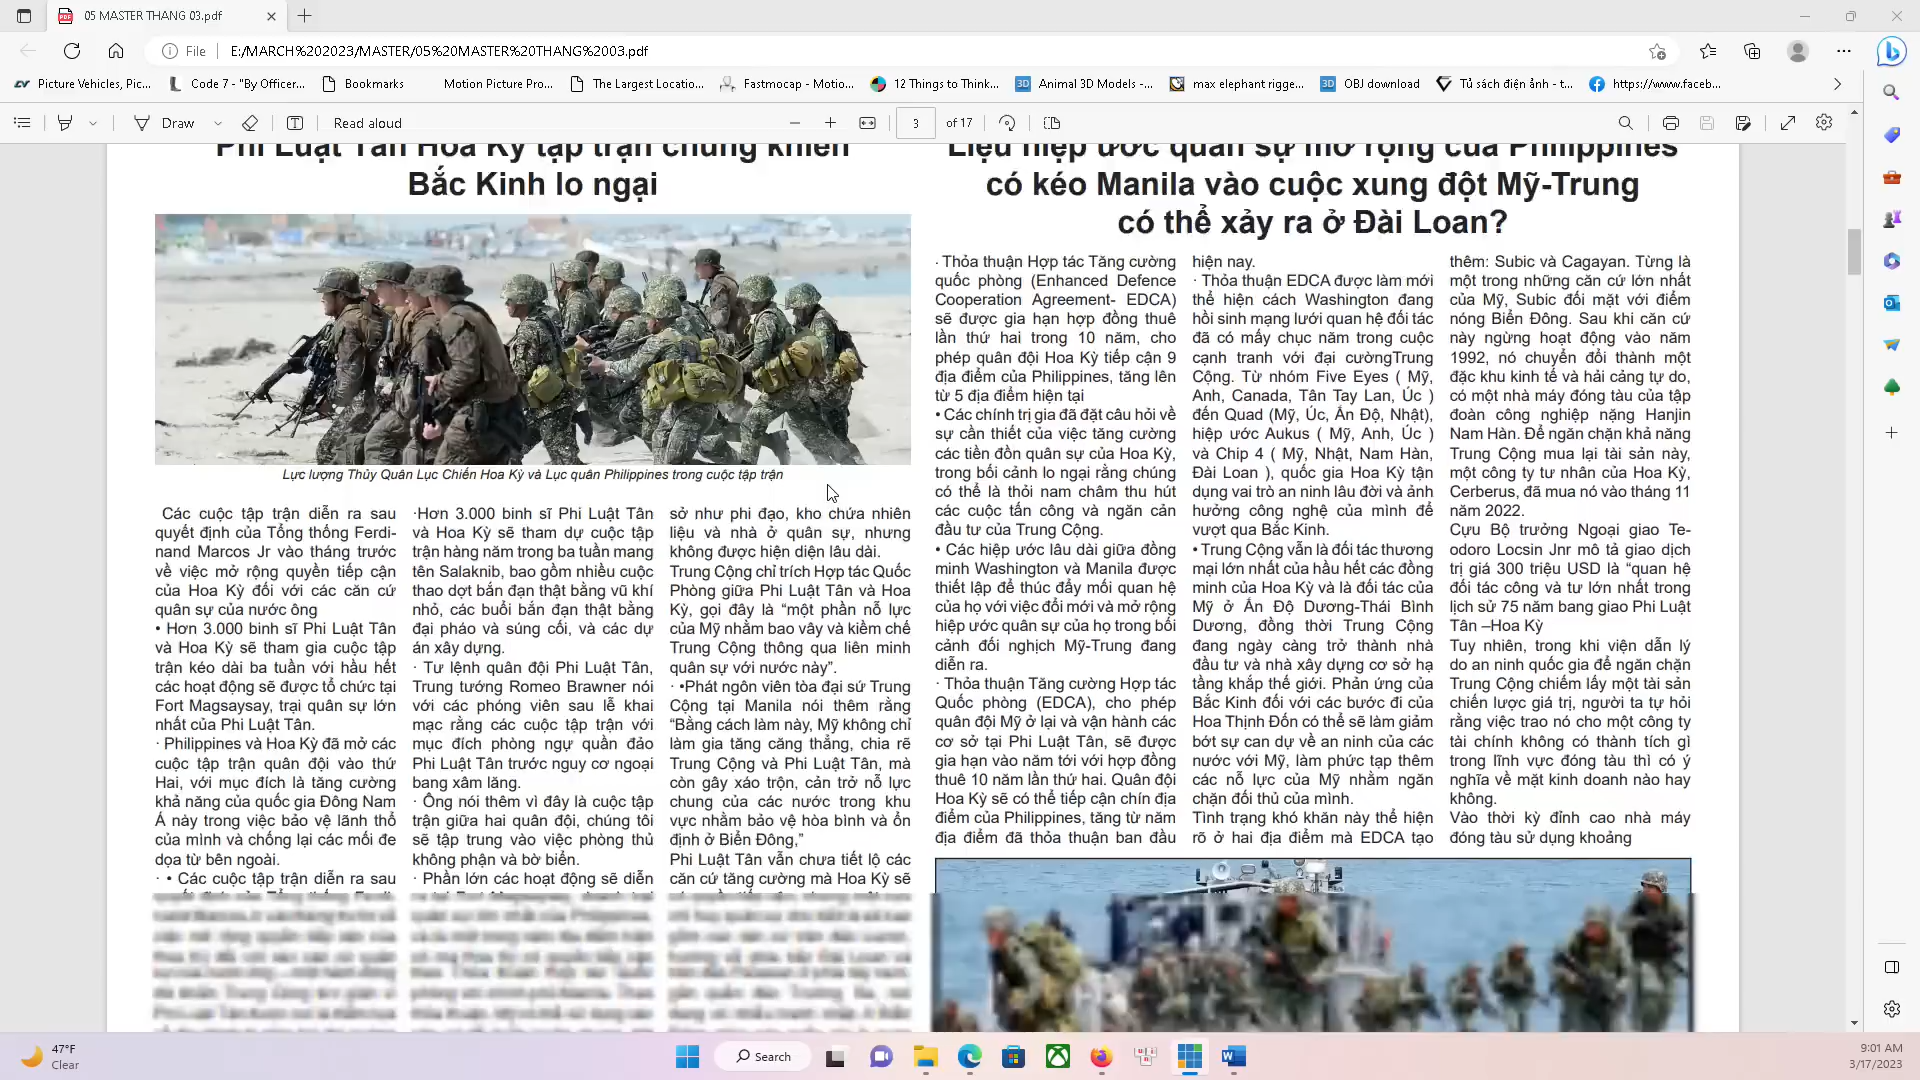 05 MASTER THANG 03.pdf
File
E:/MARCH%202023/MASTER/05%20MASTER%20THANG%2003.pdf
Picture Vehicles, Pic...
Code 7 - "By Officer...
Bookmarks
Motion Picture Pro...
The Largest Locatio...
Fastmocap - Motio...
12 Things to Think...
Animal 3D Models -...
max elephant rigge...
OBJ download
Tủ sách điện ảnh - t...
https://www.faceb...
Draw
Read aloud
3
of 17
Phi Luật Tân Hoa Kỳ tập trận chung khiến
Bắc Kinh lo ngại
Lực lượng Thủy Quân Lục Chiến Hoa Kỳ và Lục quân Philippines trong cuộc tập trận
Các cuộc tập trận diễn ra sau
quyết định của Tổng thống Ferdi-
nand Marcos Jr vào tháng trước
về việc mở rộng quyền tiếp cận
của Hoa Kỳ đối với các căn cứ
quân sự của nước ông
• Hơn 3.000 binh sĩ Phi Luật Tân
và Hoa Kỳ sẽ tham gia cuộc tập
trận kéo dài ba tuần với hầu hết
các hoạt động sẽ được tổ chức tại
Fort Magsaysay, trại quân sự lớn
nhất của Phi Luật Tân.
· Philippines và Hoa Kỳ đã mở các
cuộc tập trận quân đội vào thứ
Hai, với mục đích là tăng cường
khả năng của quốc gia Đông Nam
Á này trong việc bảo vệ lãnh thổ
của mình và chống lại các mối đe
dọa từ bên ngoài.
· • Các cuộc tập trận diễn ra sau
·Hơn 3.000 binh sĩ Phi Luật Tân
và Hoa Kỳ sẽ tham dự cuộc tập
trận hàng năm trong ba tuần mang
tên Salaknib, bao gồm nhiều cuộc
thao dợt bắn đạn thật bằng vũ khí
nhỏ, các buổi bắn đạn thật bằng
đại pháo và súng cối, và các dự
án xây dựng.
· Tư lệnh quân đội Phi Luật Tân,
Trung tướng Romeo Brawner nói
với các phóng viên sau lễ khai
mạc rằng các cuộc tập trận với
mục đích phòng ngự quần đảo
Phi Luật Tân trước nguy cơ ngoại
bang xâm lăng.
· Ông nói thêm vì đây là cuộc tập
trận giữa hai quân đội, chúng tôi
sẽ tập trung vào việc phòng thủ
không phận và bờ biển.
· Phần lớn các hoạt động sẽ diễn
sở như phi đạo, kho chứa nhiên
liệu và nhà ở quân sự, nhưng
không được hiện diện lâu dài.
Trung Cộng chỉ trích Hợp tác Quốc
Phòng giữa Phi Luật Tân và Hoa
Kỳ, gọi đây là “một phần nỗ lực
của Mỹ nhằm bao vây và kiềm chế
Trung Cộng thông qua liên minh
quân sự với nước này”.
· •Phát ngôn viên tòa đại sứ Trung
Cộng tại Manila nói thêm rằng
“Bằng cách làm này, Mỹ không chỉ
làm gia tăng căng thẳng, chia rẽ
Trung Cộng và Phi Luật Tân, mà
còn gây xáo trộn, cản trở nỗ lực
chung của các nước trong khu
vực nhằm bảo vệ hòa bình và ổn
định ở Biển Đông,”
Phi Luật Tân vẫn chưa tiết lộ các
căn cứ tăng cường mà Hoa Kỳ sẽ
Liệu hiệp ước quân sự mở rộng của Philippines
có kéo Manila vào cuộc xung đột Mỹ-Trung
có thể xảy ra ở Đài Loan?
· Thỏa thuận Hợp tác Tăng cường
quốc phòng (Enhanced Defence
Cooperation Agreement- EDCA)
sẽ được gia hạn hợp đồng thuê
lần thứ hai trong 10 năm, cho
phép quân đội Hoa Kỳ tiếp cận 9
địa điểm của Philippines, tăng lên
từ 5 địa điểm hiện tại
• Các chính trị gia đã đặt câu hỏi về
sự cần thiết của việc tăng cường
các tiền đồn quân sự của Hoa Kỳ,
trong bối cảnh lo ngại rằng chúng
có thể là thỏi nam châm thu hút
các cuộc tấn công và ngăn cản
đầu tư của Trung Cộng.
• Các hiệp ước lâu dài giữa đồng
minh Washington và Manila được
thiết lập để thúc đẩy mối quan hệ
của họ với việc đổi mới và mở rộng
hiệp ước quân sự của họ trong bối
cảnh đối nghịch Mỹ-Trung đang
diễn ra.
· Thỏa thuận Tăng cường Hợp tác
Quốc phòng (EDCA), cho phép
quân đội Mỹ ở lại và vận hành các
cơ sở tại Phi Luật Tân, sẽ được
gia hạn vào năm tới với hợp đồng
thuê 10 năm lần thứ hai. Quân đội
Hoa Kỳ sẽ có thể tiếp cận chín địa
điểm của Philippines, tăng từ năm
địa điểm đã thỏa thuận ban đầu
hiện nay.
· Thỏa thuận EDCA được làm mới
thể hiện cách Washington đang
hồi sinh mạng lưới quan hệ đối tác
đã có mấy chục năm trong cuộc
cạnh tranh với đại cườngTrung
Cộng. Từ nhóm Five Eyes ( Mỹ,
Anh, Canada, Tân Tay Lan, Úc )
đến Quad (Mỹ, Úc, Ấn Độ, Nhật),
hiệp ước Aukus ( Mỹ, Anh, Úc )
và Chip 4 ( Mỹ, Nhật, Nam Hàn,
Đài Loan ), quốc gia Hoa Kỳ tận
dụng vai trò an ninh lâu đời và ảnh
hưởng công nghệ của mình để
vượt qua Bắc Kinh.
• Trung Cộng vẫn là đối tác thương
mại lớn nhất của hầu hết các đồng
minh của Hoa Kỳ và là đối tác của
Mỹ ở Ấn Độ Dương-Thái Bình
Dương, đồng thời Trung Cộng
đang ngày càng trở thành nhà
đầu tư và nhà xây dựng cơ sở hạ
tầng khắp thế giới. Phản ứng của
Bắc Kinh đối với các bước đi của
Hoa Thịnh Đốn có thể sẽ làm giảm
bớt sự can dự về an ninh của các
nước với Mỹ, làm phức tạp thêm
các nỗ lực của Mỹ nhằm ngăn
chặn đối thủ của mình.
Tình trạng khó khăn này thể hiện
rõ ở hai địa điểm mà EDCA tạo
thêm: Subic và Cagayan. Từng là
một trong những căn cứ lớn nhất
của Mỹ, Subic đối mặt với điểm
nóng Biển Đông. Sau khi căn cứ
này ngừng hoạt động vào năm
1992, nó chuyển đổi thành một
đặc khu kinh tế và hải cảng tự do,
có một nhà máy đóng tàu của tập
đoàn công nghiệp nặng Hanjin
Nam Hàn. Để ngăn chặn khả năng
Trung Cộng mua lại tài sản này,
một công ty tư nhân của Hoa Kỳ,
Cerberus, đã mua nó vào tháng 11
năm 2022.
Cựu Bộ trưởng Ngoại giao Te-
odoro Locsin Jnr mô tả giao dịch
trị giá 300 triệu USD là “quan hệ
đối tác công và tư lớn nhất trong
lịch sử 75 năm bang giao Phi Luật
Tân –Hoa Kỳ
Tuy nhiên, trong khi viện dẫn lý
do an ninh quốc gia để ngăn chặn
Trung Cộng chiếm lấy một tài sản
chiến lược giá trị, người ta tự hỏi
rằng việc trao nó cho một công ty
tài chính không có thành tích gì
trong lĩnh vực đóng tàu thì có ý
nghĩa về mặt kinh doanh nào hay
không.
Vào thời kỳ đỉnh cao nhà máy
đóng tàu sử dụng khoảng
47°F
Clear
Search
9:01 AM
3/17/2023